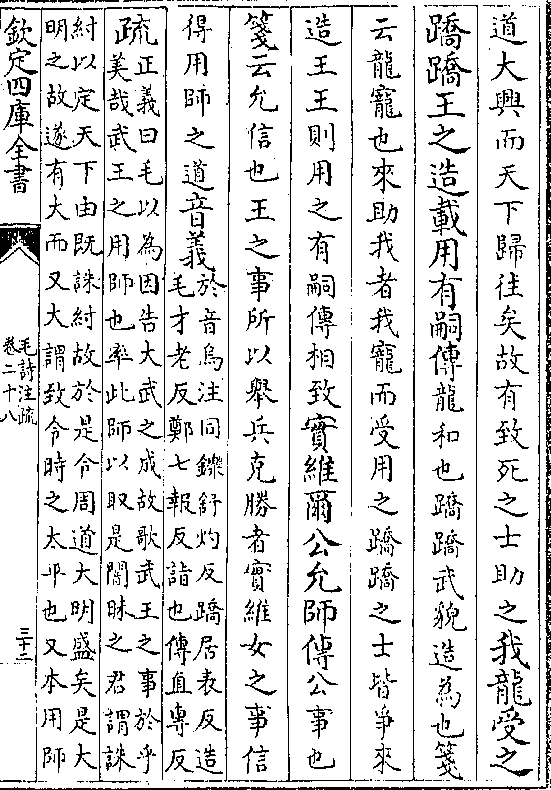 道大興而天下歸往矣故有致死之士助之我龍受之
蹻蹻王之造載用有嗣傳龍和也蹻蹻武貌造為也箋
云龍寵也來助我者我寵而受用之蹻蹻之士皆爭來
造王王則用之有嗣傳相致實維爾公允師傳公事也
箋云允信也王之事所以舉兵克勝者實維女之事信
得用師之道音義於音烏注同鑠舒灼反蹻居表反造
毛才老反鄭七報反詣也傳直專反
疏正義曰毛以為因告大武之成故歌武王之事於乎
美哉武王之用師也率此師以取是闇昧之君謂誅
紂以定天下由既誅紂故於是令周道大明盛矣是大
明之故遂有大而又大謂致今時之太平也又本用師
欽定四庫全書
毛詩注疏
卷二十八
三十二